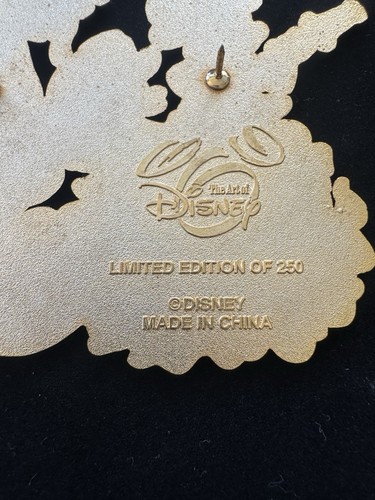 The Art of
Disney
LIMITED EDITION OF 250
©DISNEY
MADE IN CHINA